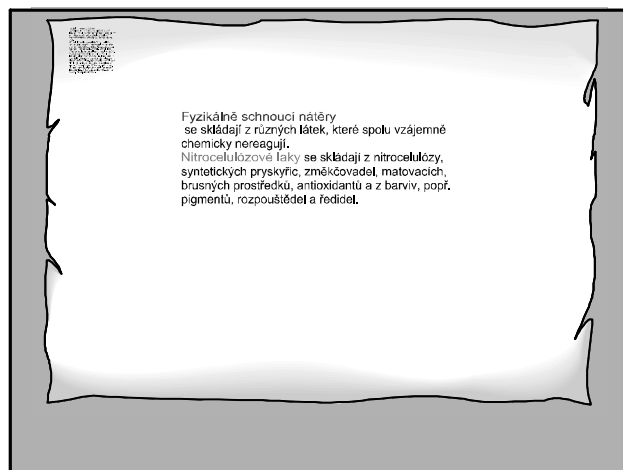 Fyzikálně schnoucí nátěry
se skládají z různých látek, které spolu vzájemně
chemicky nereagují.
Nitrocelulózové laky se skládají z nitrocelulózy,
syntetických pryskyřic, změkčovadel, matovacích,
brusných prostředků, antioxidantů a z barviv, popř.
pigmentů, rozpouštědel a ředidel.